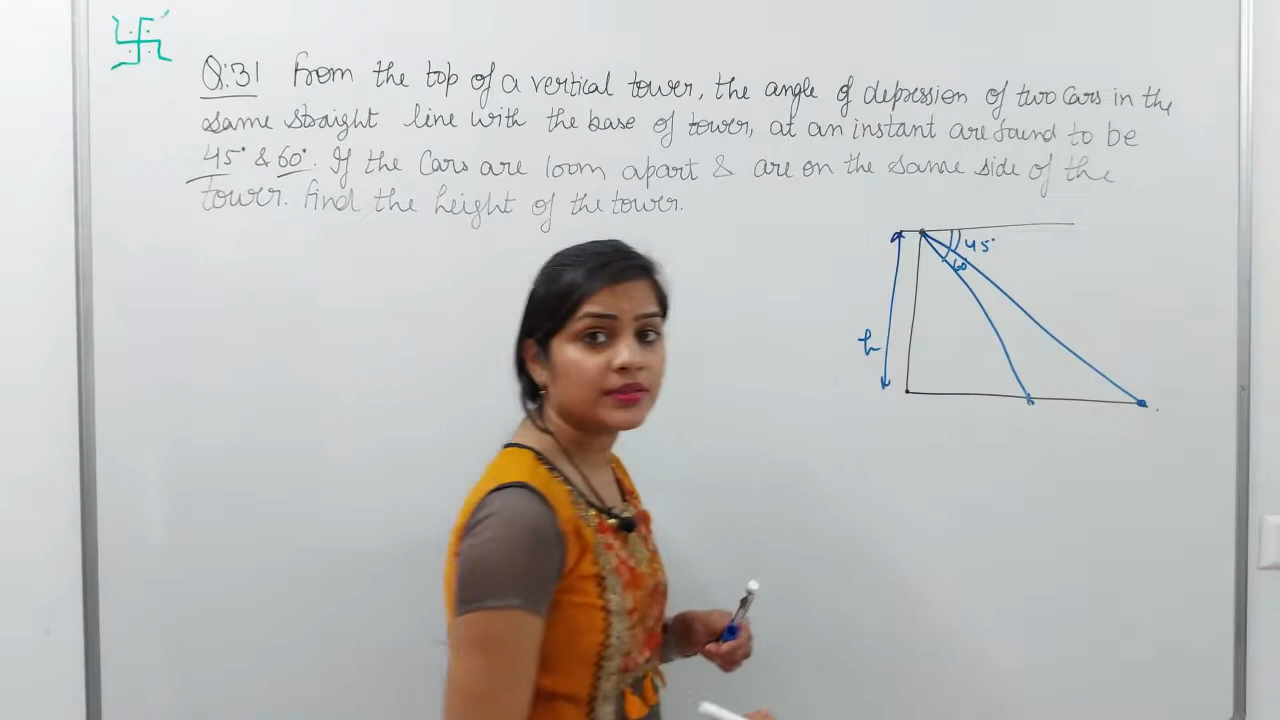 Q.31 From the top of a vertical tower, the angle of depression of two cars in the
same straight line with the base of tower, at an instant are found to be
45° & 60°. If the Cars are 100m apart & are on the same side of the
tower. find the height of the tower.
45°
60
h